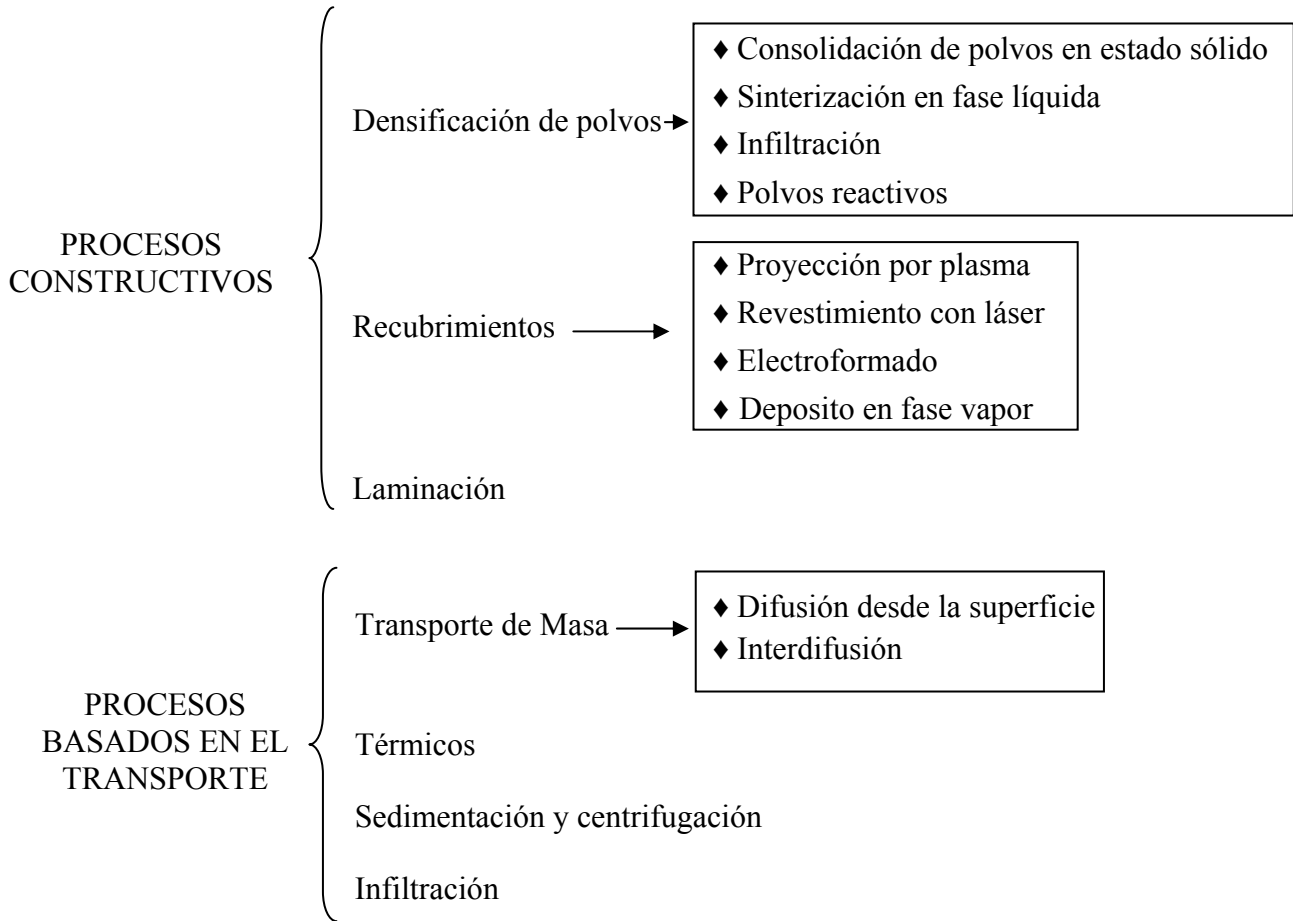 PROCESOS
CONSTRUCTIVOS
Densificación de polvos
♦ Consolidación de polvos en estado sólido
♦ Sinterización en fase líquida
♦ Infiltración
♦ Polvos reactivos
Recubrimientos
♦ Proyección por plasma
♦ Revestimiento con láser
♦ Electroformado
♦ Deposito en fase vapor
Laminación
PROCESOS
BASADOS EN EL
TRANSPORTE
Transporte de Masa
♦ Difusión desde la superficie
♦ Interdifusión
Térmicos
Sedimentación y centrifugación
Infiltración